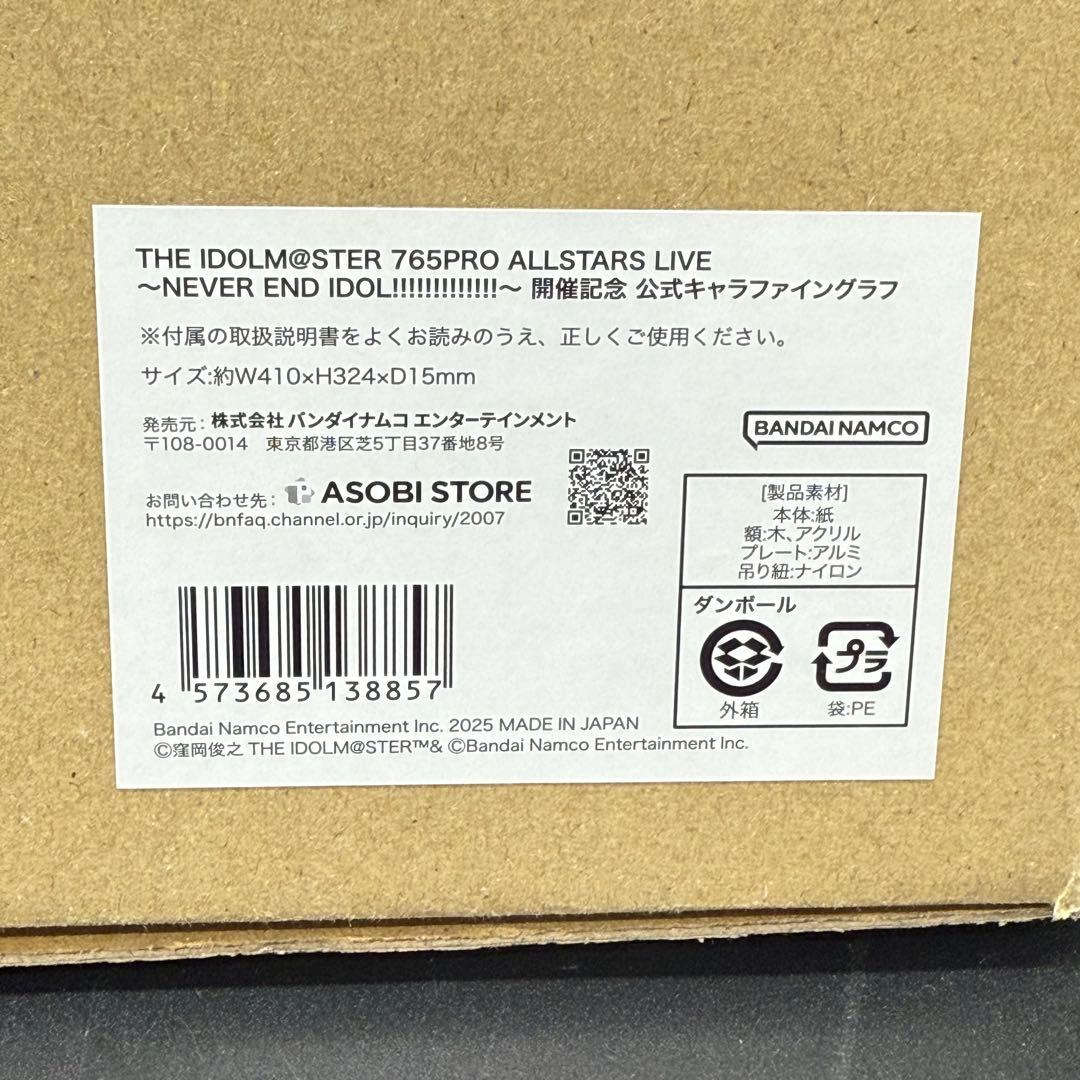 THE IDOLM@STER 765PRO ALLSTARS LIVE
～NEVER END IDOL!!!!!!!!!!!!!～ 開催記念 公式キャラファイングラフ
※付属の取扱説明書をよくお読みのうえ、正しくご使用ください。
サイズ:約W410×H324×D15mm
発売元：株式会社 バンダイナムコ エンターテインメント
〒108-0014 東京都港区芝5丁目37番地8号
お問い合わせ先： ASOBI STORE
https://bnfaq.channel.or.jp/inquiry/2007
BANDAI NAMCO
[製品素材]
本体:紙
額:木、アクリル
プレート:アルミ
吊り紐:ナイロン
ダンボール
プラ
外箱 袋:PE
4 573685 138857
Bandai Namco Entertainment Inc. 2025 MADE IN JAPAN
©窪岡俊之 THE IDOLM@STER™& ©Bandai Namco Entertainment Inc.